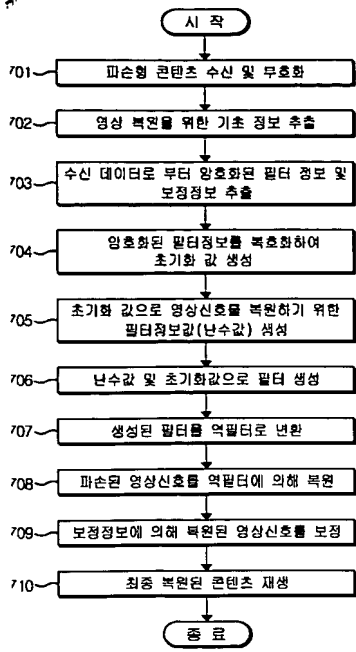 시 작
701 파손형 콘텐츠 수신 및 부호화
702 영상 복원을 위한 기초 정보 추출
703 수신 데이터로 부터 암호화된 필터 정보 및
보정정보 추출
704 암호화된 필터정보를 복호화하여
초기화 값 생성
705 초기화 값으로 영상신호를 복원하기 위한
필터정보값(난수값) 생성
706 난수값 및 초기화값으로 필터 생성
707 생성된 필터를 역필터로 변환
708 파손된 영상신호를 역필터에 의해 복원
709 보정정보에 의해 복원된 영상신호를 보정
710 최종 복원된 콘텐츠 재생
종 료